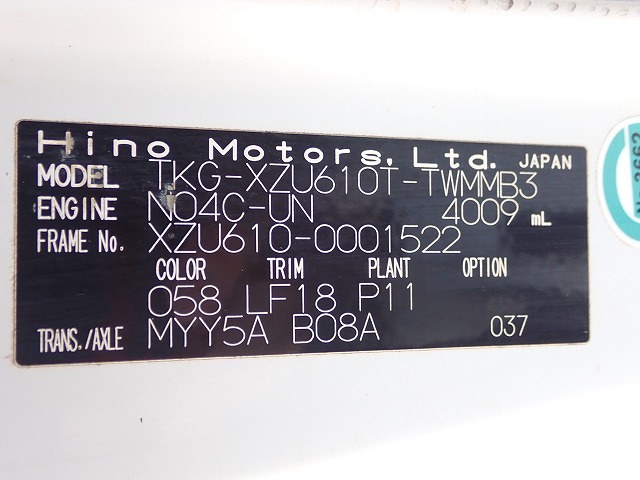 Hino Motors, Ltd. JAPAN
MODEL TKG-XZU610T-TWMMB3
ENGINE N04C-UN 4009 mL
FRAME No. XZU610-0001522
COLOR TRIM PLANT OPTION
058 LF18 P11
TRANS./AXLE MYY5A B08A 037